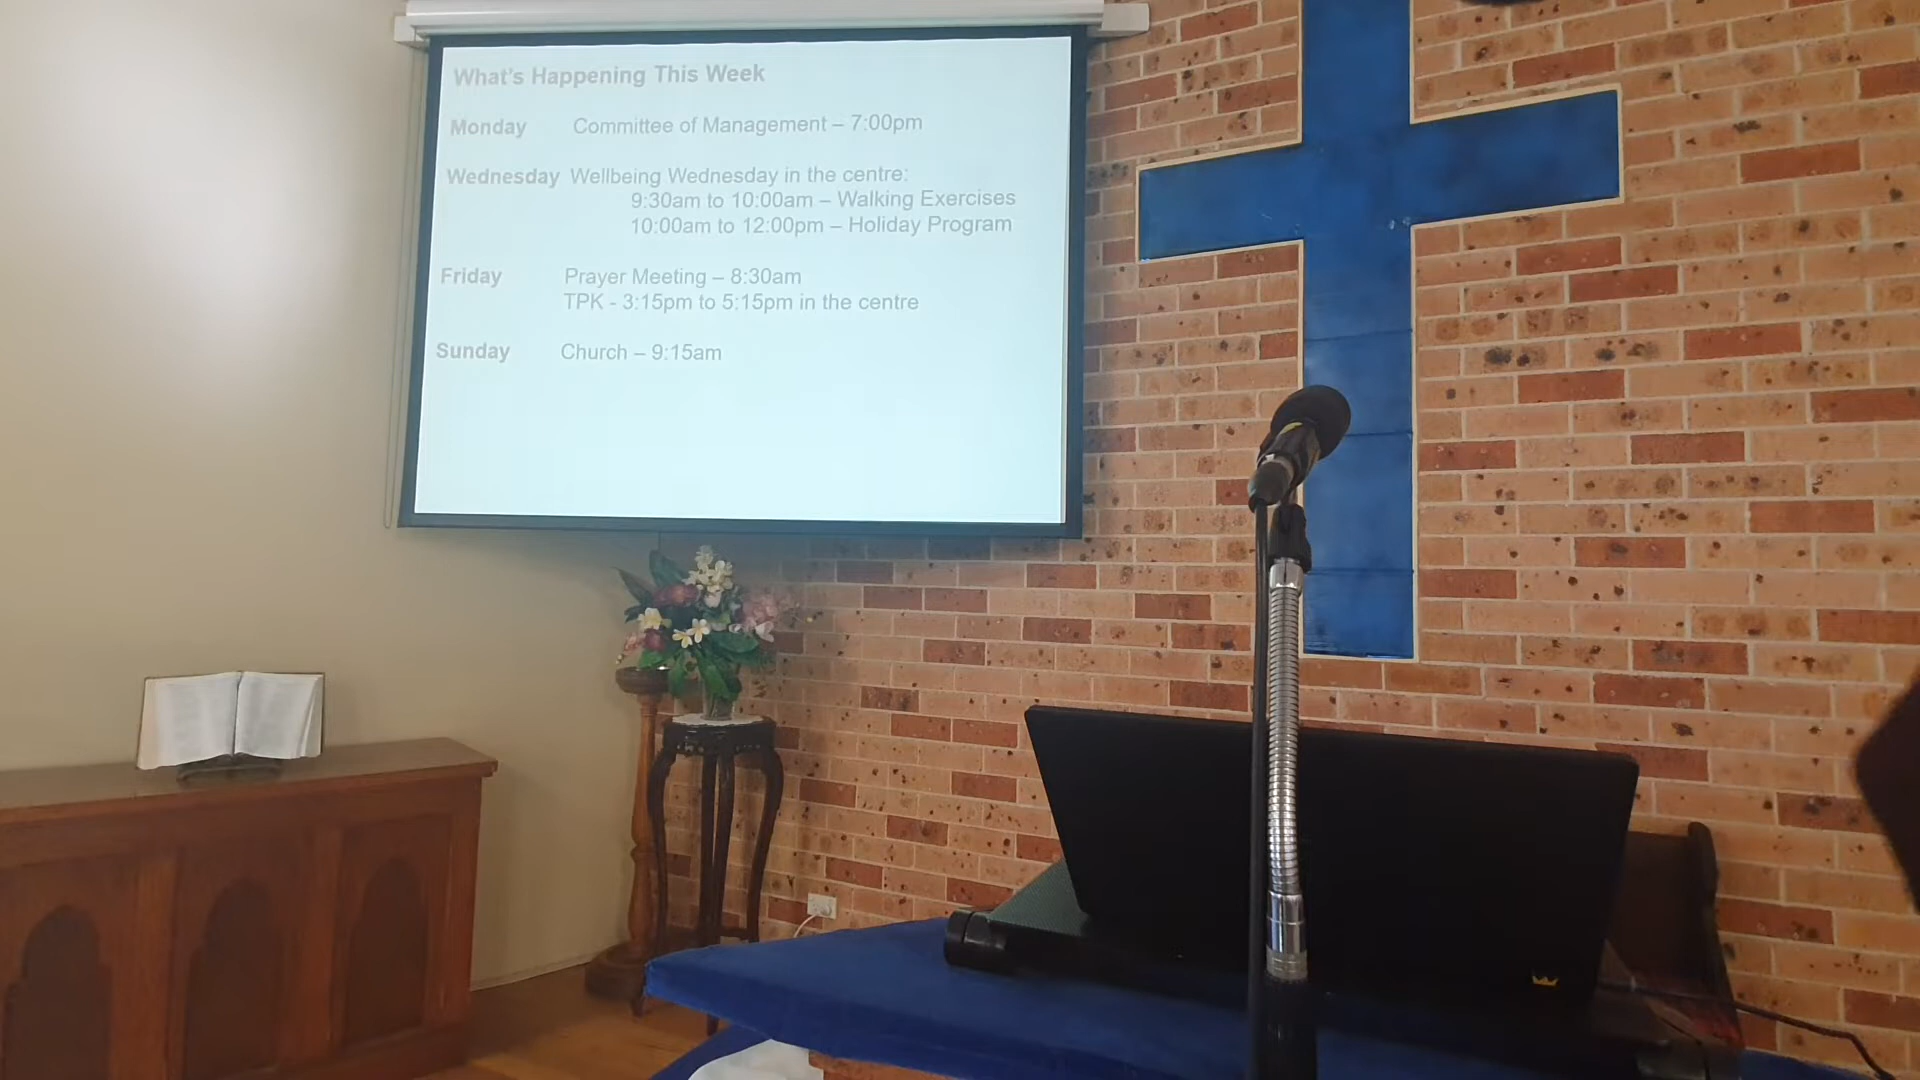 What's Happening This Week
Monday Committee of Management – 7:00pm
Wednesday Wellbeing Wednesday in the centre:
9:30am to 10:00am – Walking Exercises
10:00am to 12:00pm – Holiday Program
Friday Prayer Meeting – 8:30am
TPK - 3:15pm to 5:15pm in the centre
Sunday Church – 9:15am